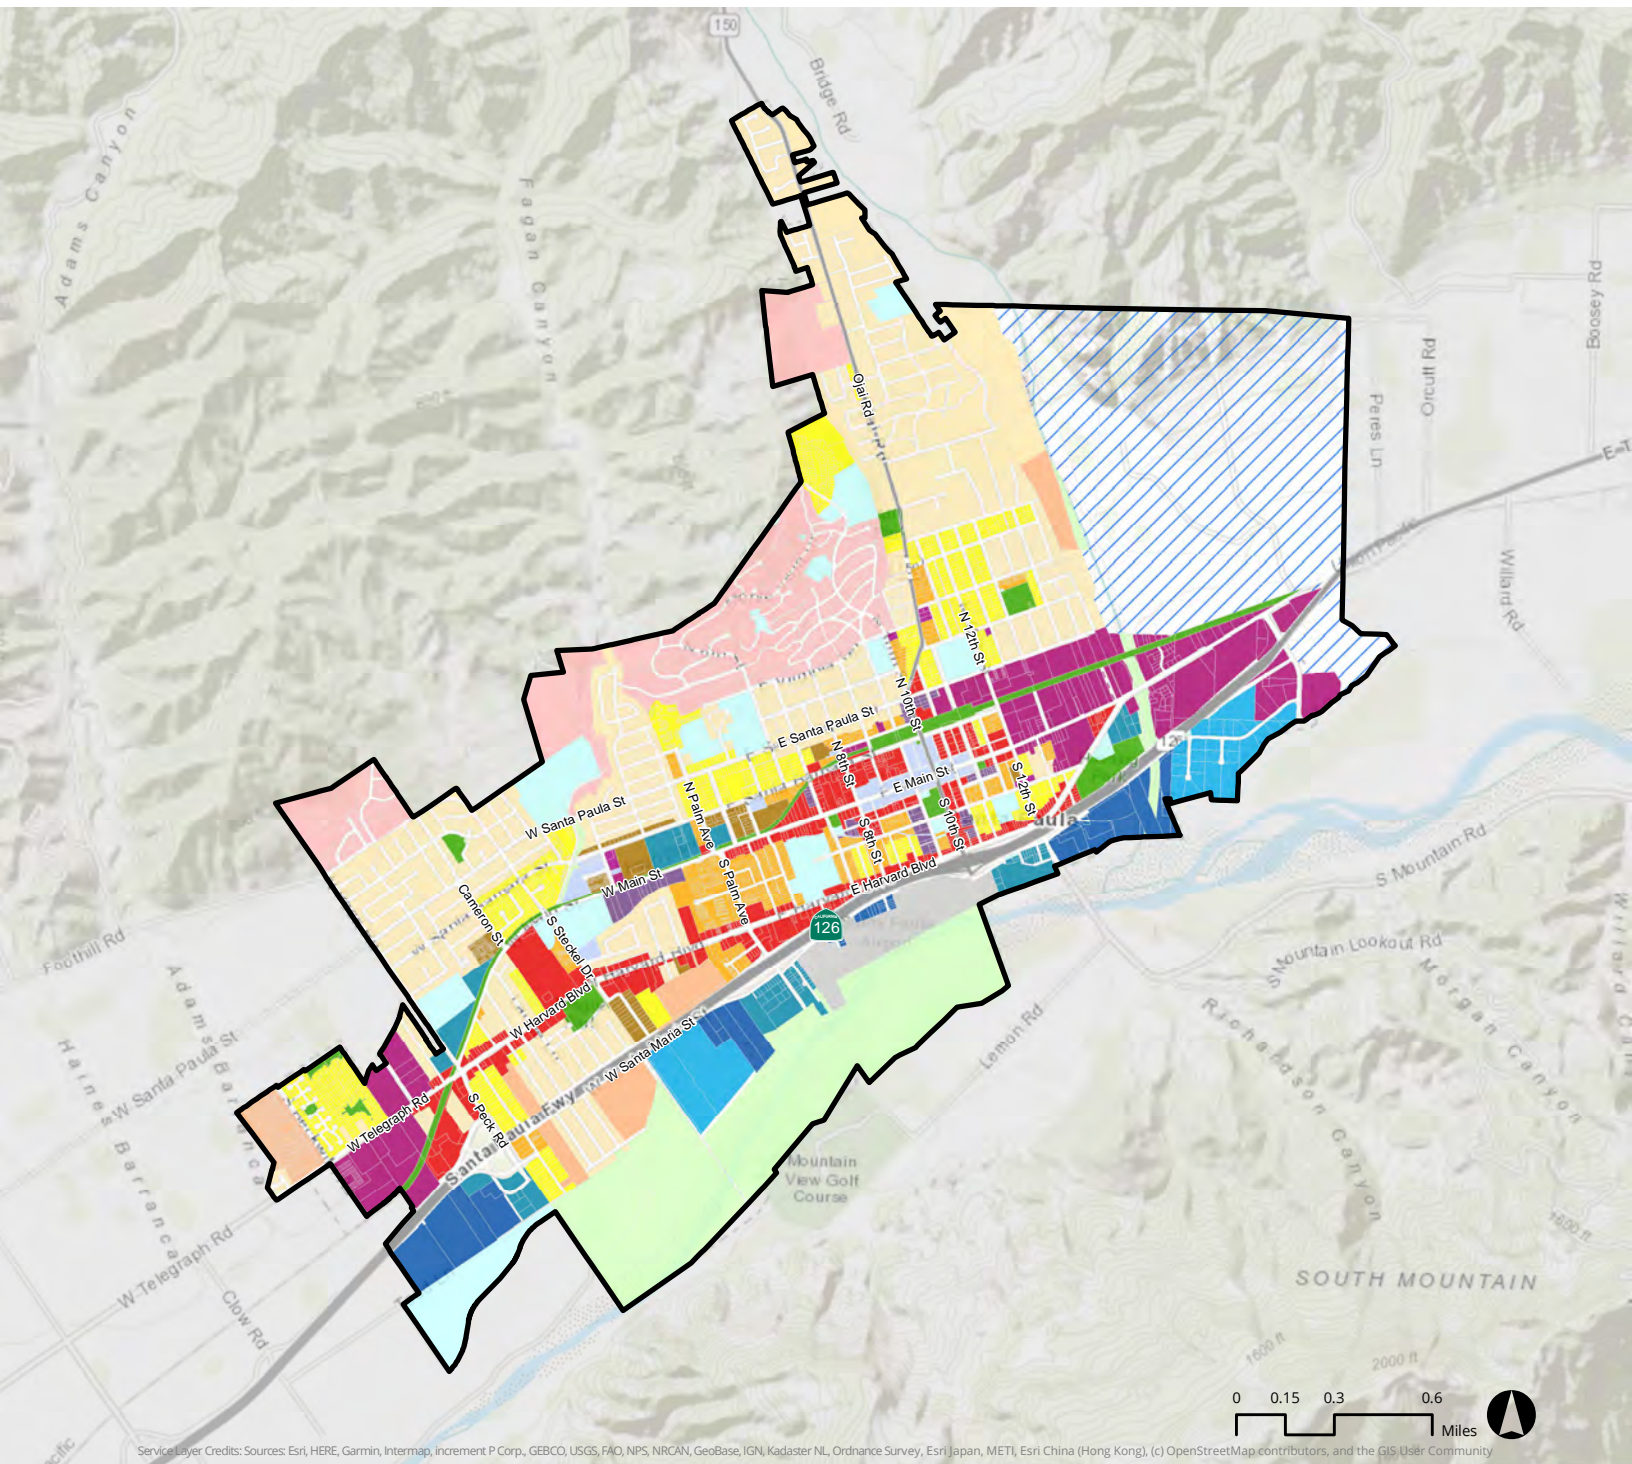 150
Bridge Rd
Adams Canyon
Fagan Canyon
Boosey Rd
Orcutt Rd
Peres Ln
Ojai Rd
Willard Rd
N 12th St
N 10th St
E Santa Paula St
N 8th St
E Main St
S 12th St
N Palm Ave
W Santa Paula St
S 10th St
S 8th St
S Mountain Rd
W Main St
S Palm Ave
E Harvard Blvd
Cameron St
S Steckel Dr
CALIFORNIA
126
Foothill Rd
S Mountain Lookout Rd
Morgan Canyon
W Harvard Blvd
Richardson Canyon
Lemon Rd
W Santa Maria St
W Santa Paula St
Adams Barranca
Haines Barranca
W Telegraph Rd
S Peck Rd
Mountain
View Golf
Course
1600 ft
W Telegraph Rd
SOUTH MOUNTAIN
Clow Rd
1600 ft
2000 ft
0 0.15 0.3 0.6
Miles
Service Layer Credits: Sources: Esri, HERE, Garmin, Intermap, increment P Corp., GEBCO, USGS, FAO, NPS, NRCAN, GeoBase, IGN, Kadaster NL, Ordnance Survey, Esri Japan, METI, Esri China (Hong Kong), (c) OpenStreetMap contributors, and the GIS User Community